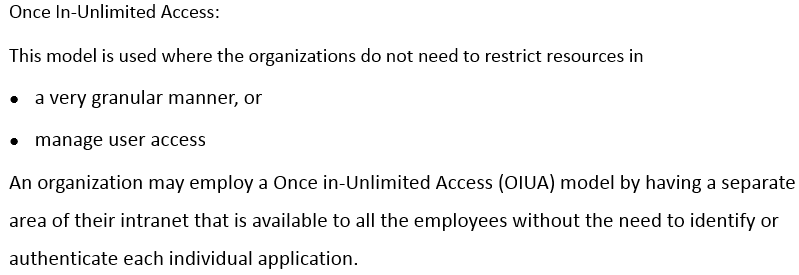 Once In-Unlimited Access:
This model is used where the organizations do not need to restrict resources in
• a very granular manner, or
• manage user access
An organization may employ a Once in-Unlimited Access (OIUA) model by having a separate
area of their intranet that is available to all the employees without the need to identify or
authenticate each individual application.